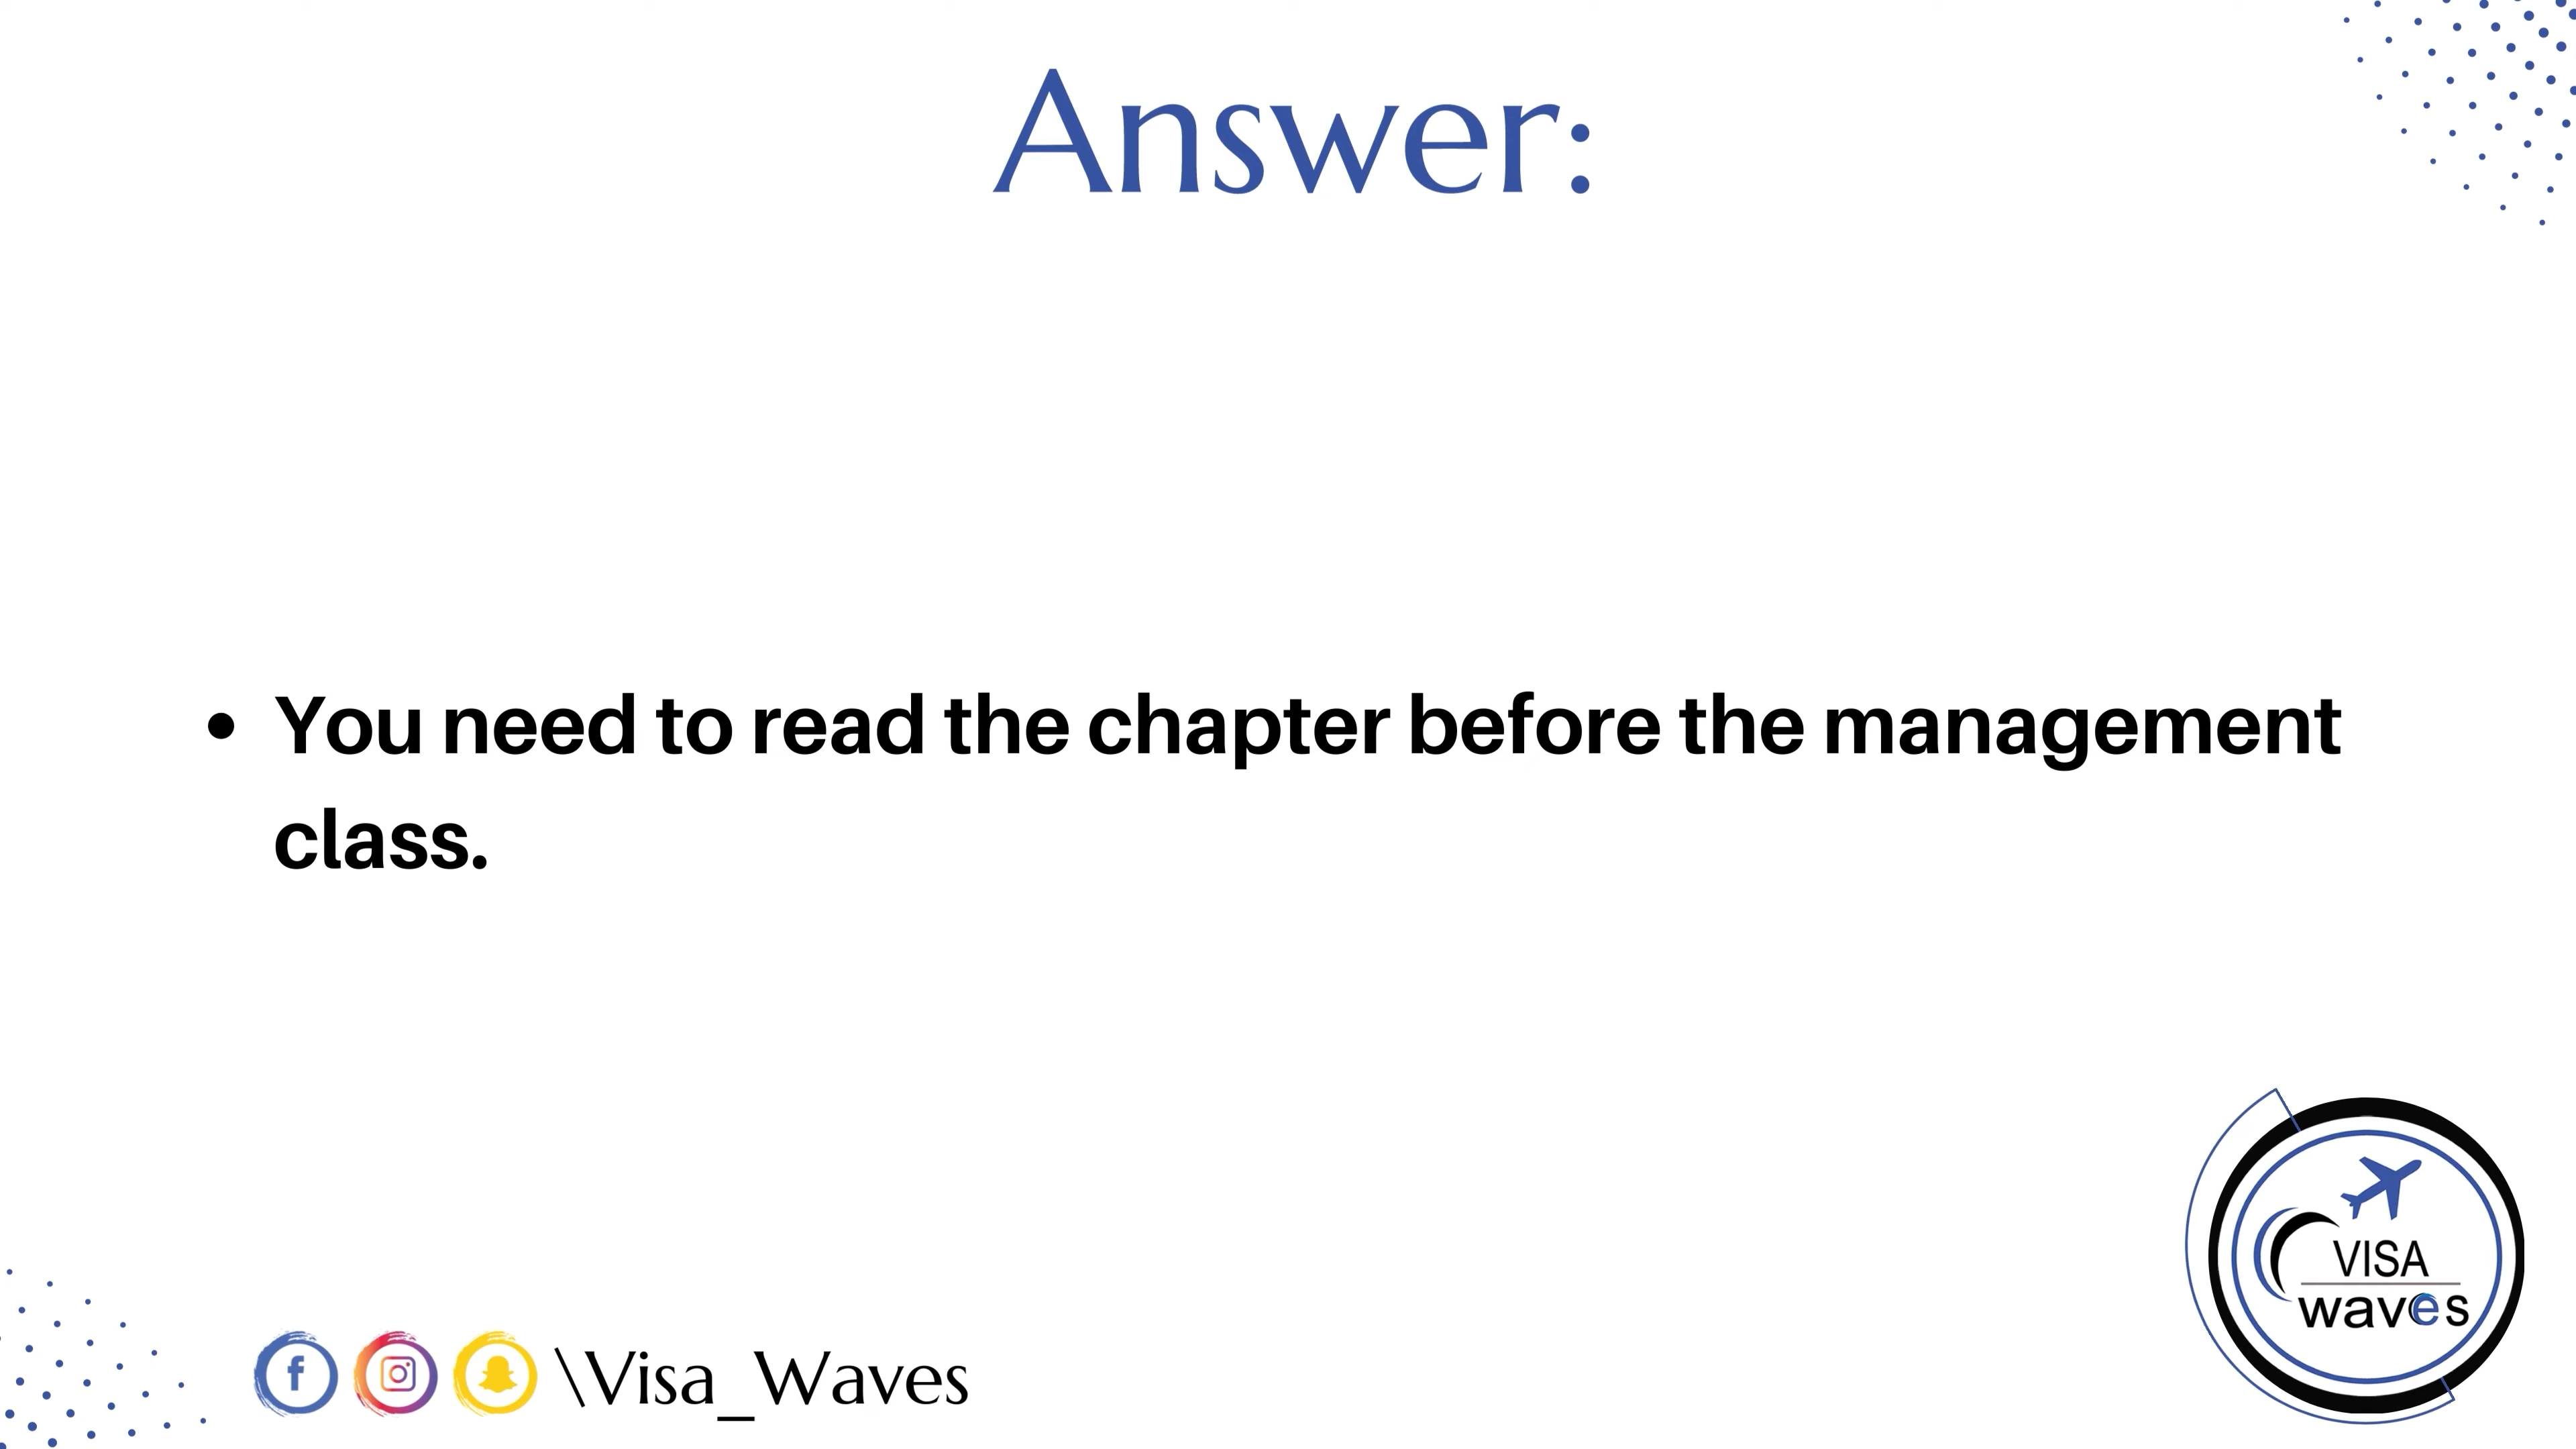 Answer:
• You need to read the chapter before the management
class.
VISA
waves
\Visa_Waves